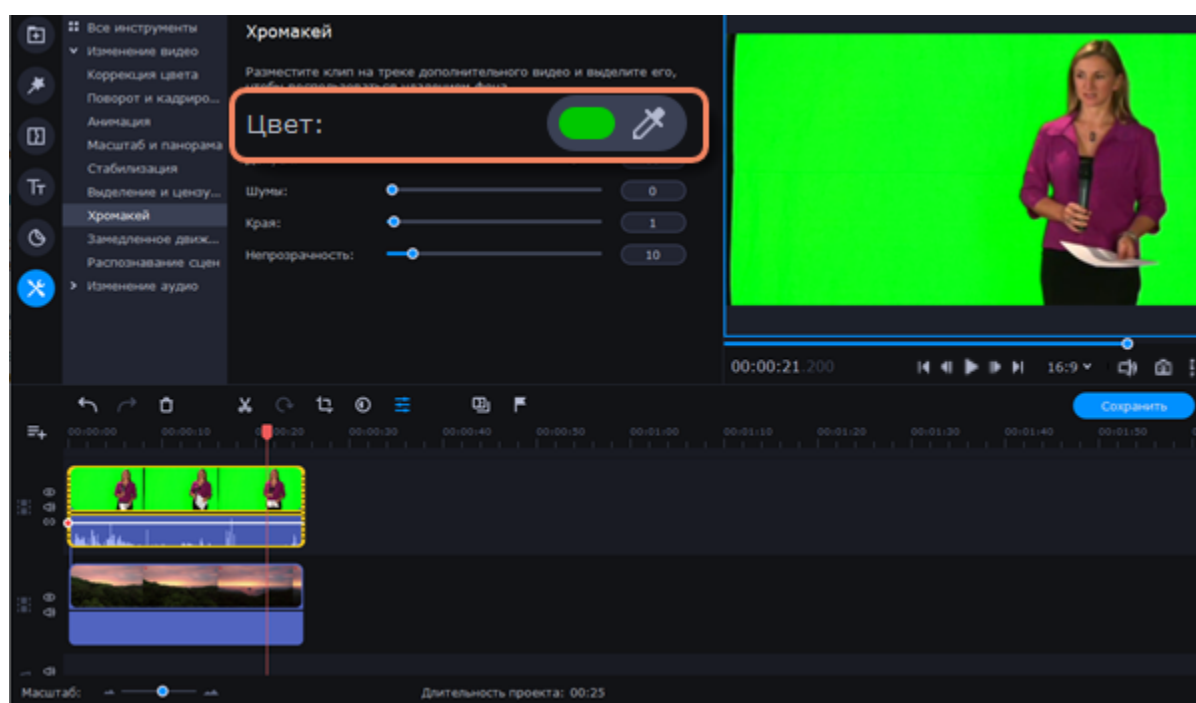 Все инструменты
Изменение видео
Коррекция цвета
Поворот и кадриро...
Анимация
Масштаб и панорама
Стабилизация
Выделение и цензу...
Хромакей
Замедленное движ...
Распознавание сцен
Изменение аудио
Хромакей
Разместите клип на треке дополнительного видео и выделите его,
Цвет:
Шумы:
0
Края:
1
Непрозрачность:
10
00:00:21.200
16:9
Сохранить
00:00:00
00:00:10
00:00:20
00:00:30
00:00:40
00:00:50
00:01:00
00:01:10
00:01:20
00:01:30
00:01:40
00:01:50
Масштаб:
Длительность проекта: 00:25